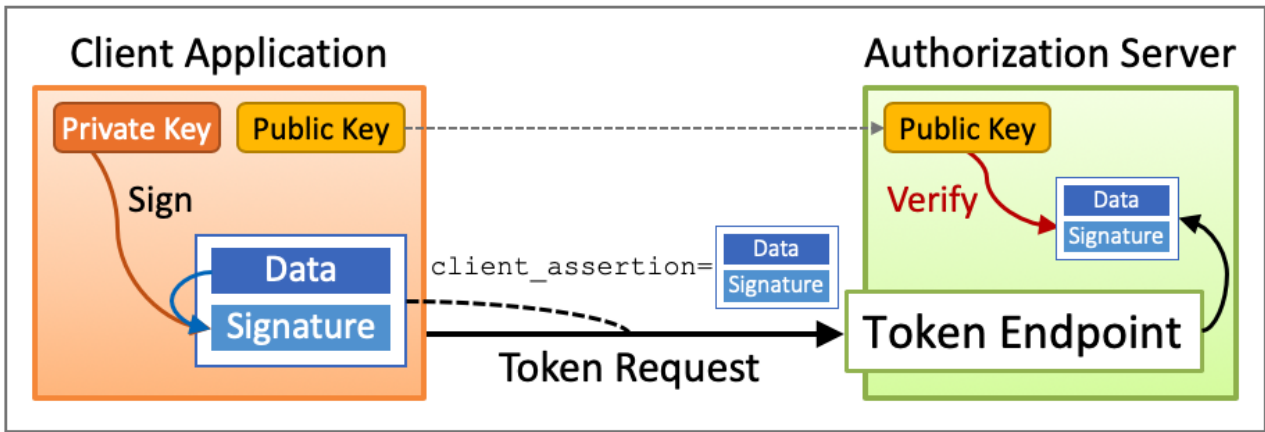 Client Application
Authorization Server
Private Key
Public Key
Public Key
Sign
Verify
Data
Signature
Data
Signature
client_assertion=
Data
Signature
Token Request
Token Endpoint